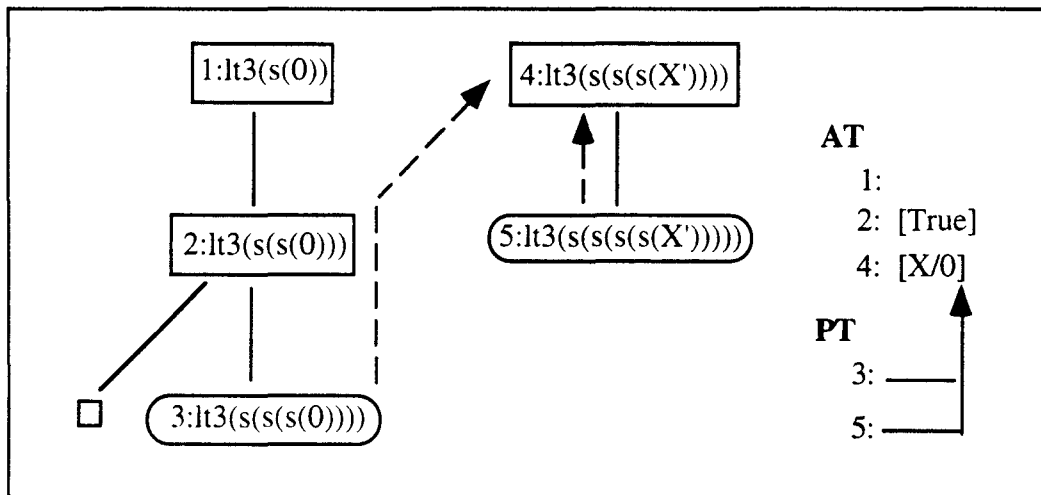 1:lt3(s(0))
4:lt3(s(s(s(X'))))
2:lt3(s(s(0)))
5:lt3(s(s(s(s(X')))))
3:lt3(s(s(s(0))))
AT
1:
2: [True]
4: [X/0]
PT
3:
5: